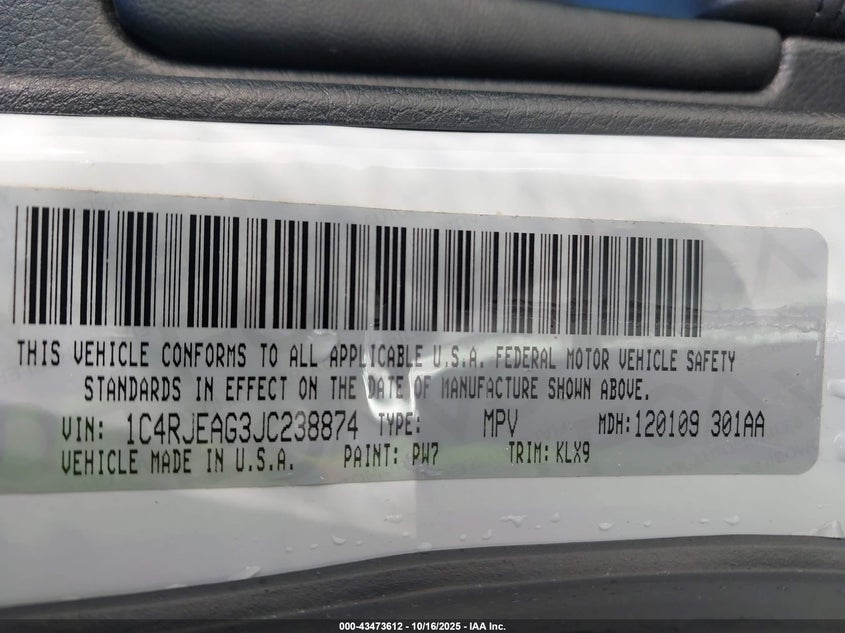 THIS VEHICLE CONFORMS TO ALL APPLICABLE U.S.A. FEDERAL MOTOR VEHICLE SAFETY
STANDARDS IN EFFECT ON THE DATE OF MANUFACTURE SHOWN ABOVE.
VIN: 1C4RJEAG3JC238874 TYPE: MPV MDH:120109 301AA
VEHICLE MADE IN U.S.A. PAINT: PW7 TRIM: KLX9
000-43473612 - 10/16/2025 - IAA Inc.